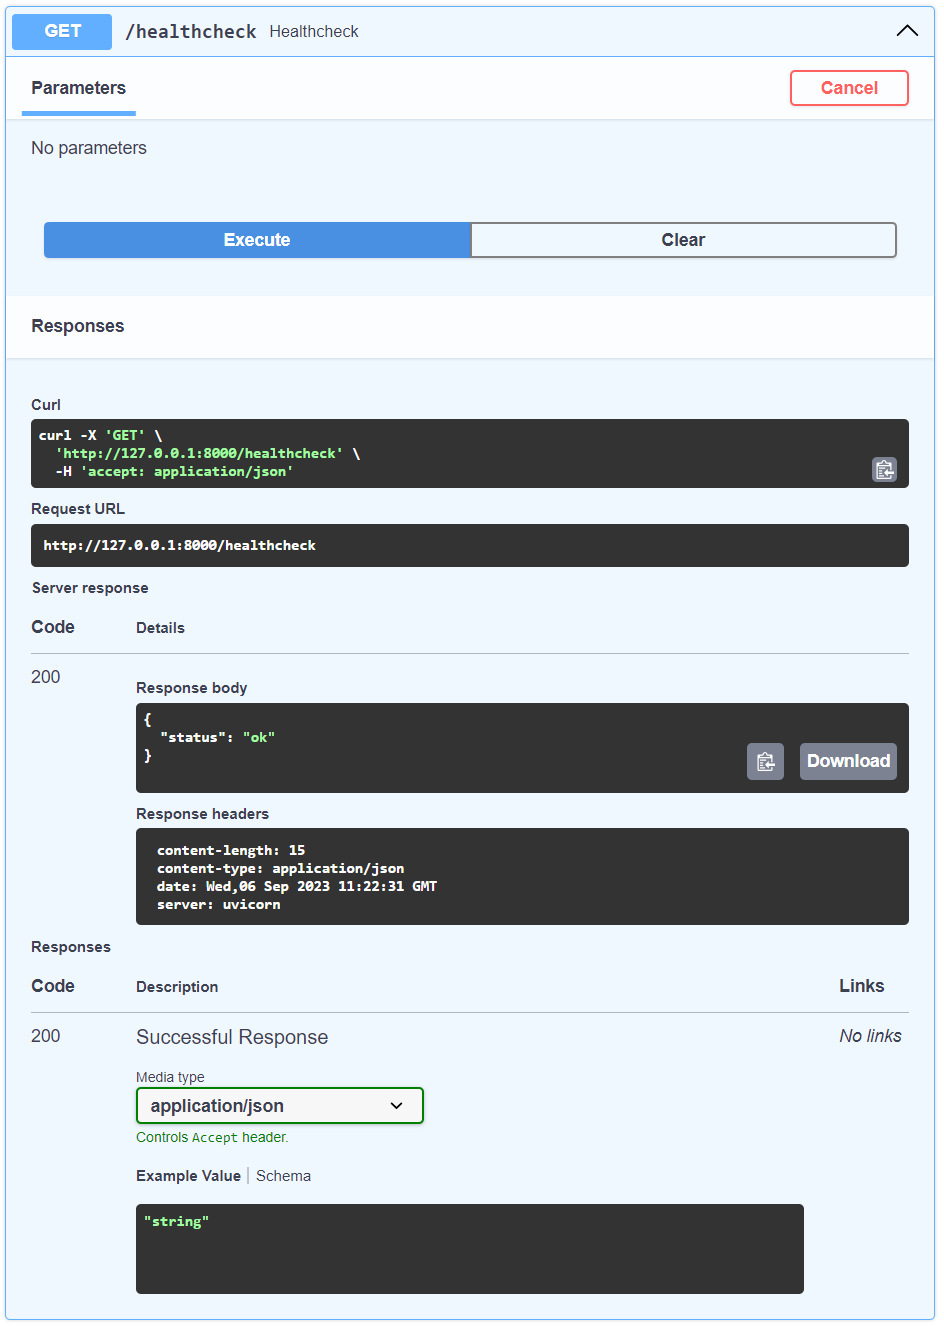 GET /healthcheck Healthcheck
Parameters
Cancel
No parameters
Execute
Clear
Responses
Curl
curl -X 'GET' \
'http://127.0.0.1:8000/healthcheck' \
-H 'accept: application/json'
Request URL
http://127.0.0.1:8000/healthcheck
Server response
Code Details
200
Response body
{
"status": "ok"
}
Download
Response headers
content-length: 15
content-type: application/json
date: Wed,06 Sep 2023 11:22:31 GMT
server: uvicorn
Responses
Code Description Links
200 Successful Response No links
Media type
application/json
Controls Accept header.
Example Value | Schema
"string"